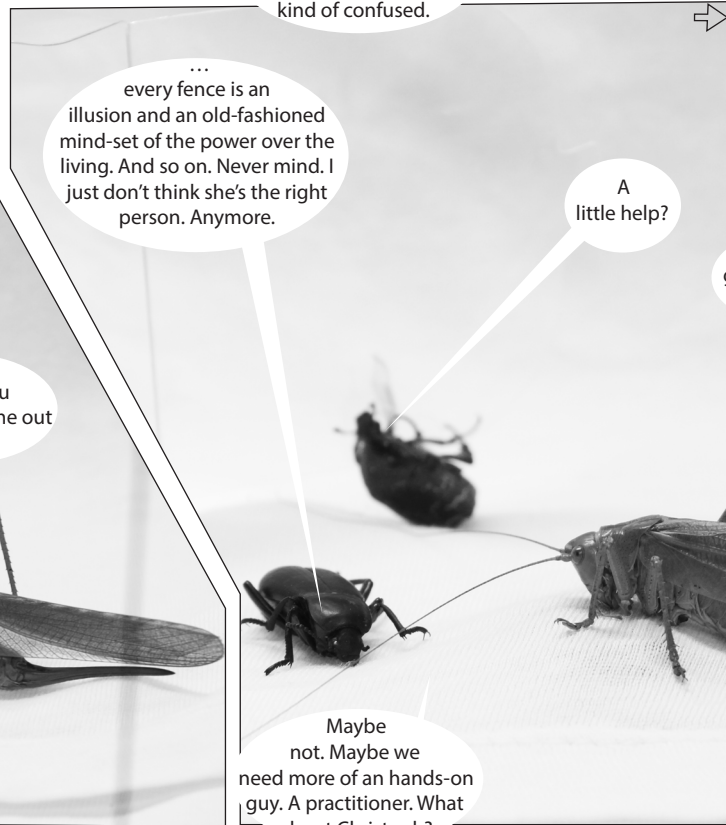 kind of confused.
…
every fence is an
illusion and an old-fashioned
mind-set of the power over the
living. And so on. Never mind. I
just don't think she's the right
person. Anymore.
A
little help?
out
Maybe
not. Maybe we
need more of an hands-on
guy. A practitioner. What